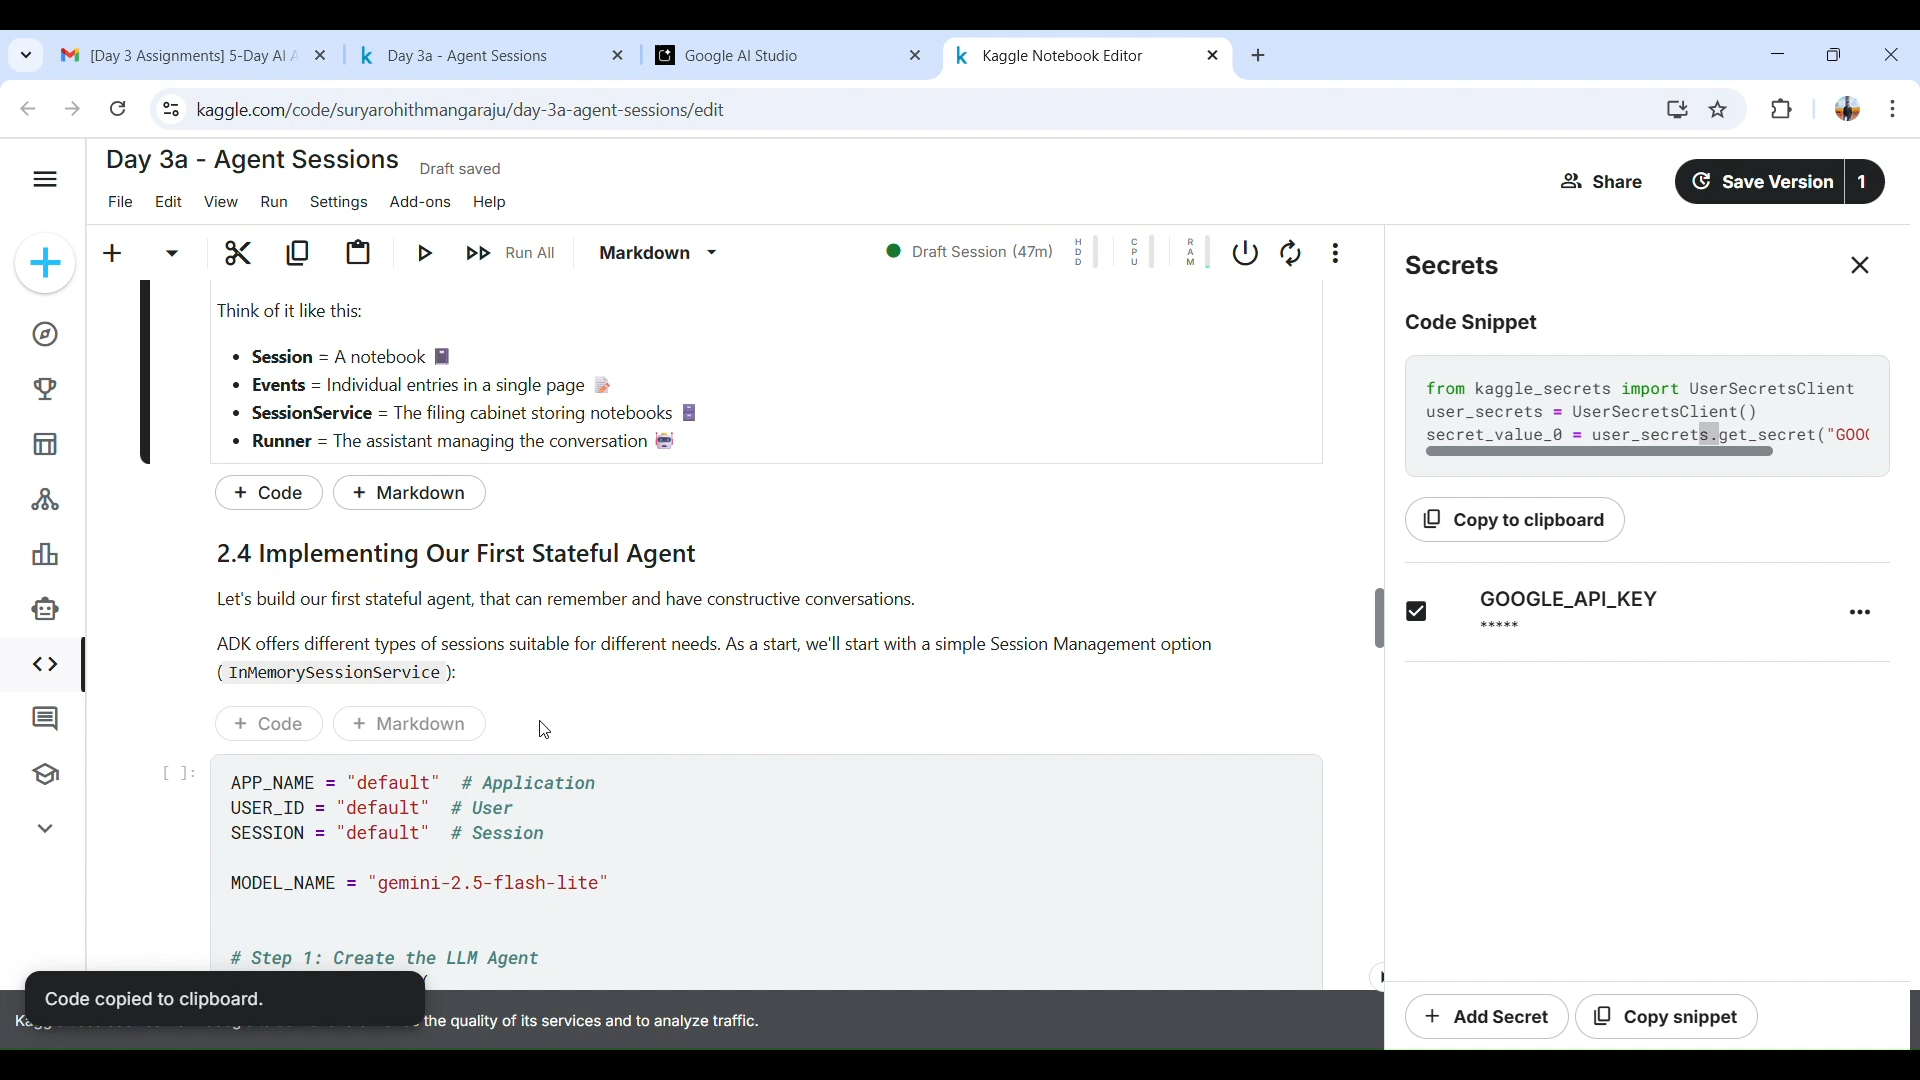 [Day 3 Assignments] 5-Day AI A
Day 3a - Agent Sessions
Google AI Studio
Kaggle Notebook Editor
kaggle.com/code/suryarohithmangaraju/day-3a-agent-sessions/edit
Day 3a - Agent Sessions
Draft saved
File Edit View Run Settings Add-ons Help
Share
Save Version 1
Run All
Markdown
Draft Session (47m)
HDD
CPU
RAM
Think of it like this:
• Session = A notebook
• Events = Individual entries in a single page
• SessionService = The filing cabinet storing notebooks
• Runner = The assistant managing the conversation
+ Code + Markdown
2.4 Implementing Our First Stateful Agent
Let's build our first stateful agent, that can remember and have constructive conversations.
ADK offers different types of sessions suitable for different needs. As a start, we'll start with a simple Session Management option
( InMemorySessionService ):
+ Code + Markdown
[ ]:
APP_NAME = "default" # Application
USER_ID = "default" # User
SESSION = "default" # Session
MODEL_NAME = "gemini-2.5-flash-lite"
# Step 1: Create the LLM Agent
Code copied to clipboard.
the quality of its services and to analyze traffic.
Secrets
Code Snippet
from kaggle_secrets import UserSecretsClient
user_secrets = UserSecretsClient()
secret_value_0 = user_secrets.get_secret("GOO
Copy to clipboard
GOOGLE_API_KEY
*****
+ Add Secret
Copy snippet